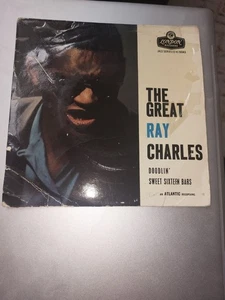 LONDON
THE
GREAT
RAY
CHARLES
DOODLIN'
SWEET SIXTEEN BARS
AN ATLANTIC RECORDING